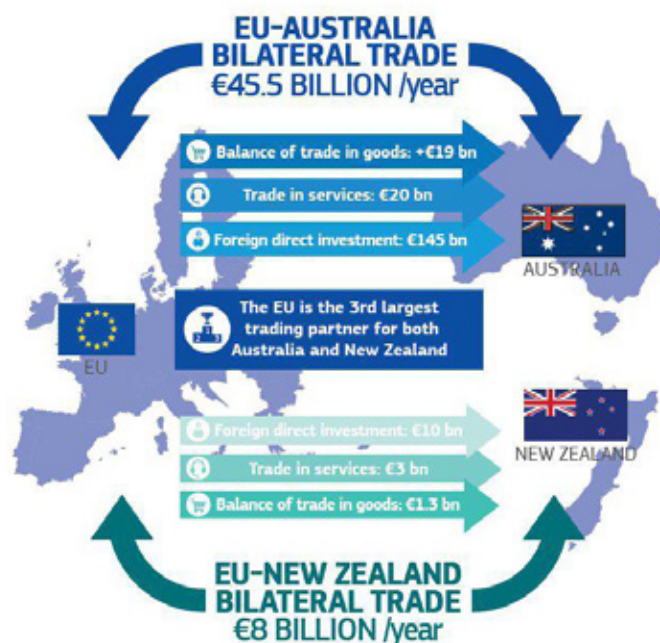 EU-AUSTRALIA
BILATERAL TRADE
€45.5 BILLION /year
Balance of trade in goods: +€19 bn
Trade in services: €20 bn
Foreign direct investment: €145 bn
AUSTRALIA
The EU is the 3rd largest
trading partner for both
Australia and New Zealand
EU
Foreign direct investment: €10 bn
Trade in services: €3 bn
Balance of trade in goods: €1.3 bn
NEW ZEALAND
EU-NEW ZEALAND
BILATERAL TRADE
€8 BILLION /year